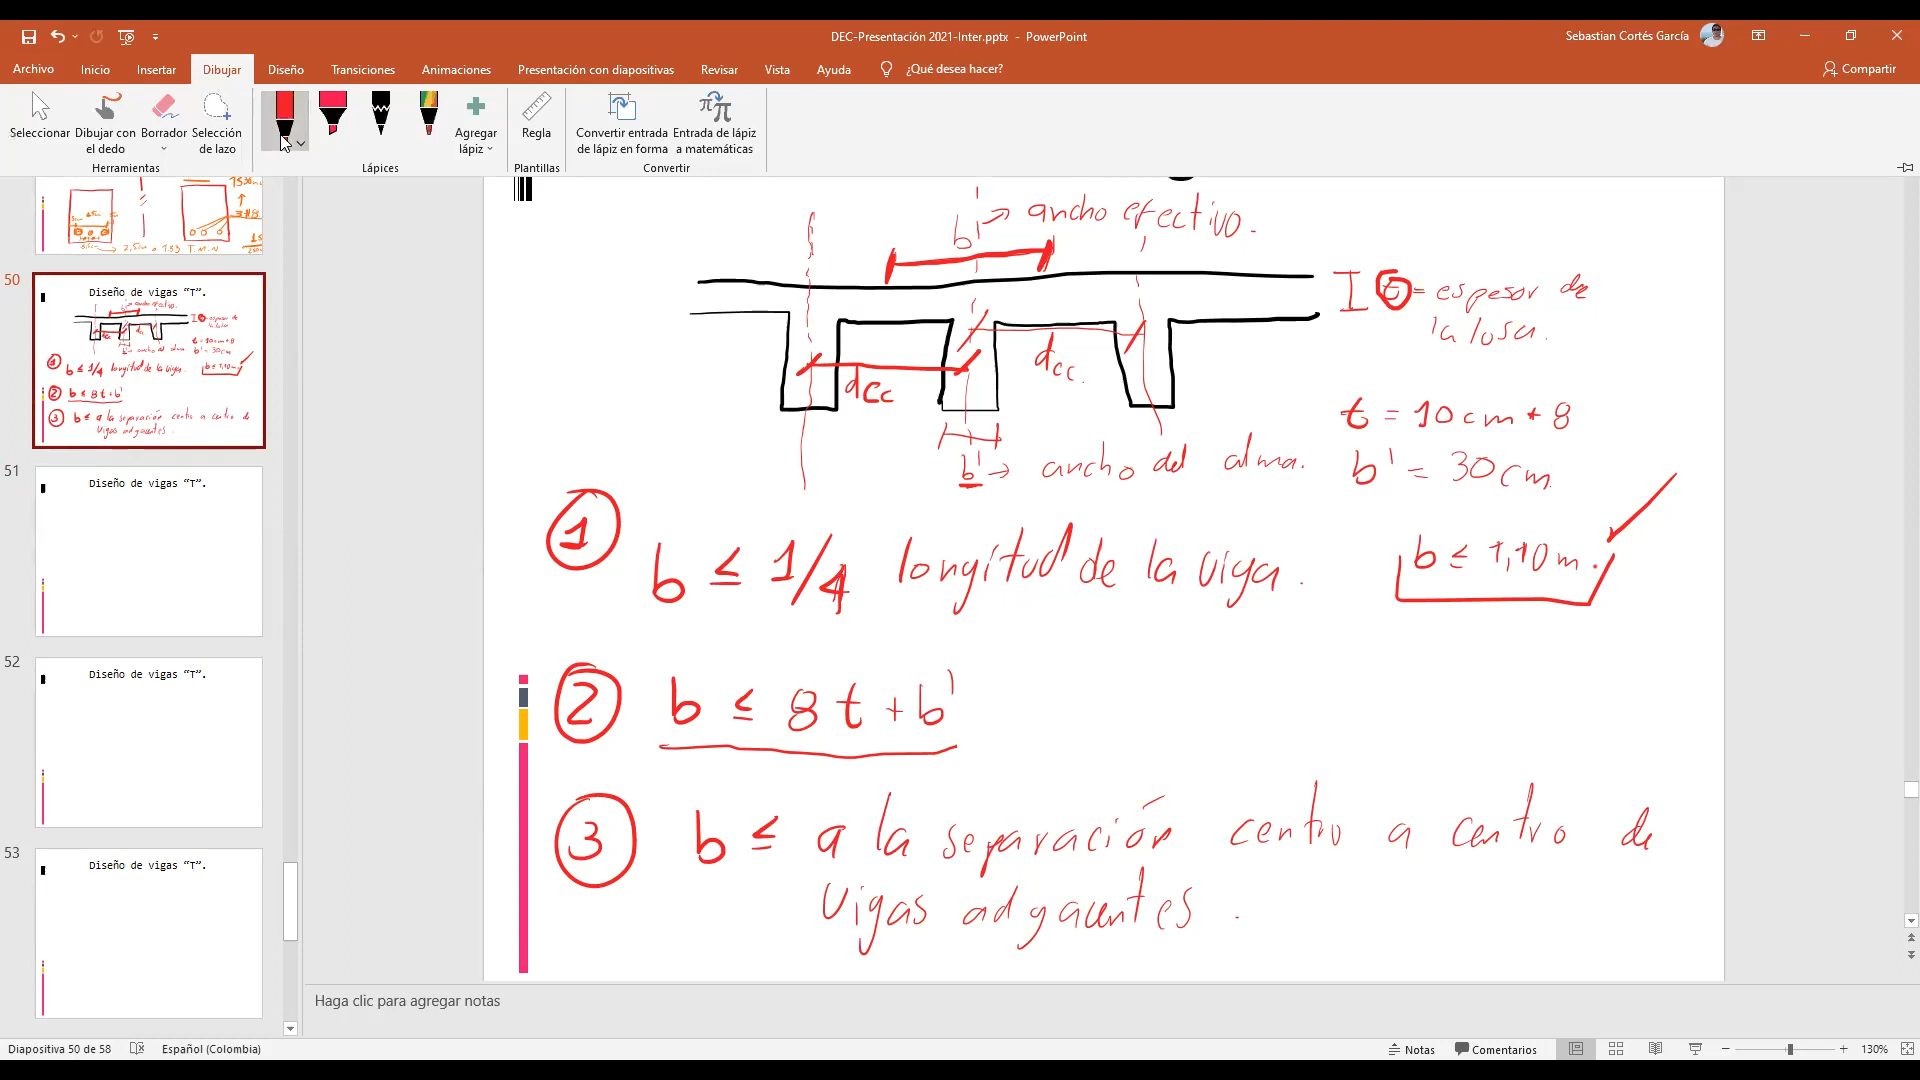 DEC-Presentación 2021-Inter.pptx - PowerPoint
Sebastian Cortés García
Archivo Inicio Insertar Dibujar Diseño Transiciones Animaciones Presentación con diapositivas Revisar Vista Ayuda ¿Qué desea hacer? Compartir
Seleccionar
Dibujar con el dedo
Borrador
Selección de lazo
Herramientas
Agregar lápiz
Lápices
Regla
Plantillas
Convertir entrada de lápiz en forma
Entrada de lápiz a matemáticas
Convertir
50
Diseño de vigas "T".
51
Diseño de vigas "T".
52
Diseño de vigas "T".
53
Diseño de vigas "T".
b' → ancho efectivo.
I t = espesor de
la losa.
dcc
dcc.
t = 10cm * 8
b' → ancho del alma.
b' = 30cm.
1 b ≤ 1/4 longitud de la viga.
b ≤ 1,10m.
2 b ≤ 8t + b'
3 b ≤ a la separación centro a centro de
vigas adyacentes.
Haga clic para agregar notas
Diapositiva 50 de 58 Español (Colombia) Notas Comentarios 130%